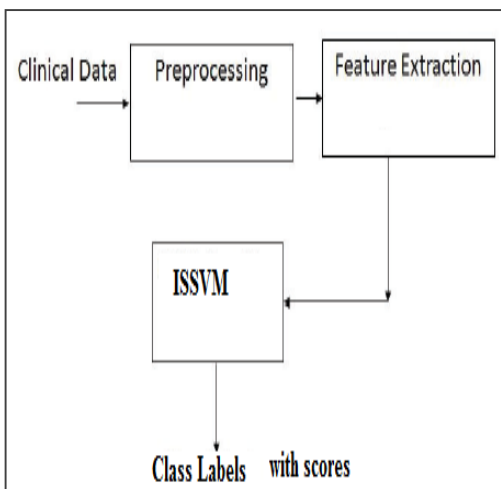 Clinical Data
Preprocessing
Feature Extraction
ISSVM
Class Labels with scores